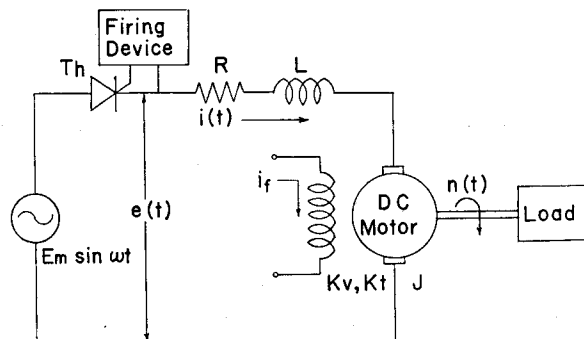 Firing
Device
Th
R
L
i(t)
e(t)
Em sin ωt
if
DC
Motor
n(t)
Load
Kv, Kt
J